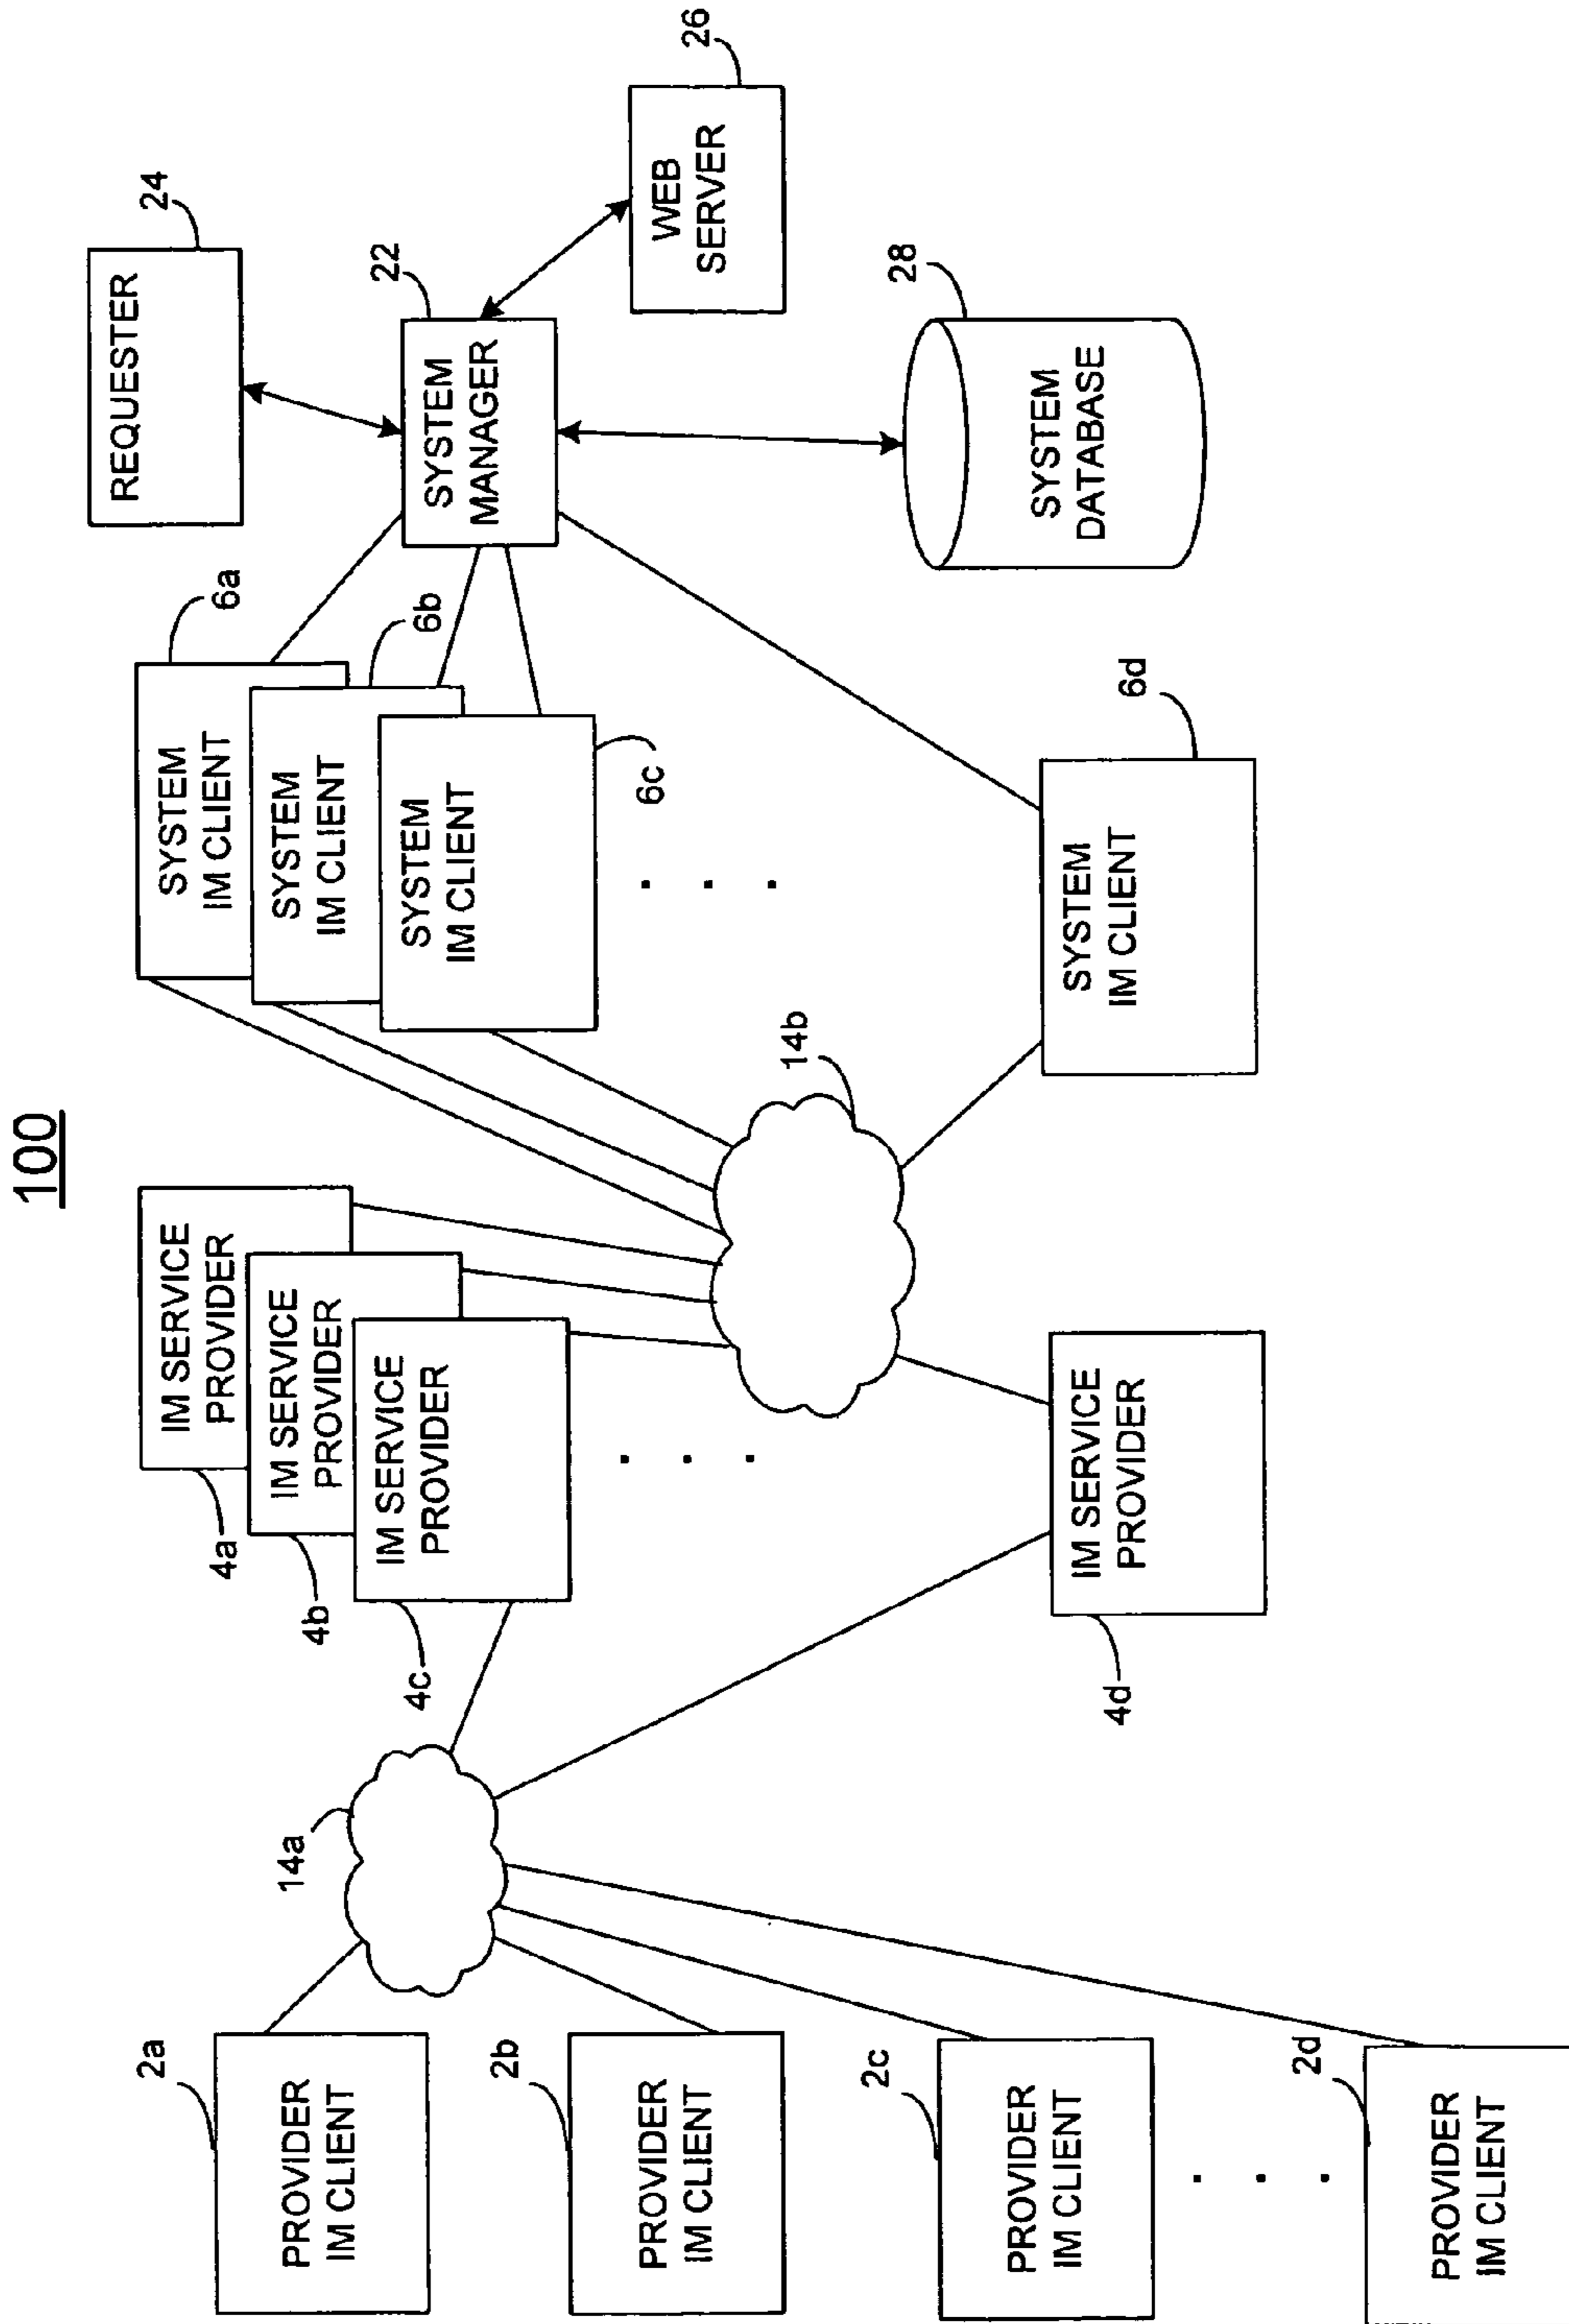 100
2a
PROVIDER
IM CLIENT
2b
PROVIDER
IM CLIENT
2c
PROVIDER
IM CLIENT
. . .
2d
PROVIDER
IM CLIENT
14a
4a
IM SERVICE
PROVIDER
4b
IM SERVICE
PROVIDER
4c
IM SERVICE
PROVIDER
. . .
4d
IM SERVICE
PROVIDER
14b
6a
SYSTEM
IM CLIENT
6b
SYSTEM
IM CLIENT
6c
SYSTEM
IM CLIENT
. . .
6d
SYSTEM
IM CLIENT
24
REQUESTER
22
SYSTEM
MANAGER
26
WEB
SERVER
28
SYSTEM
DATABASE